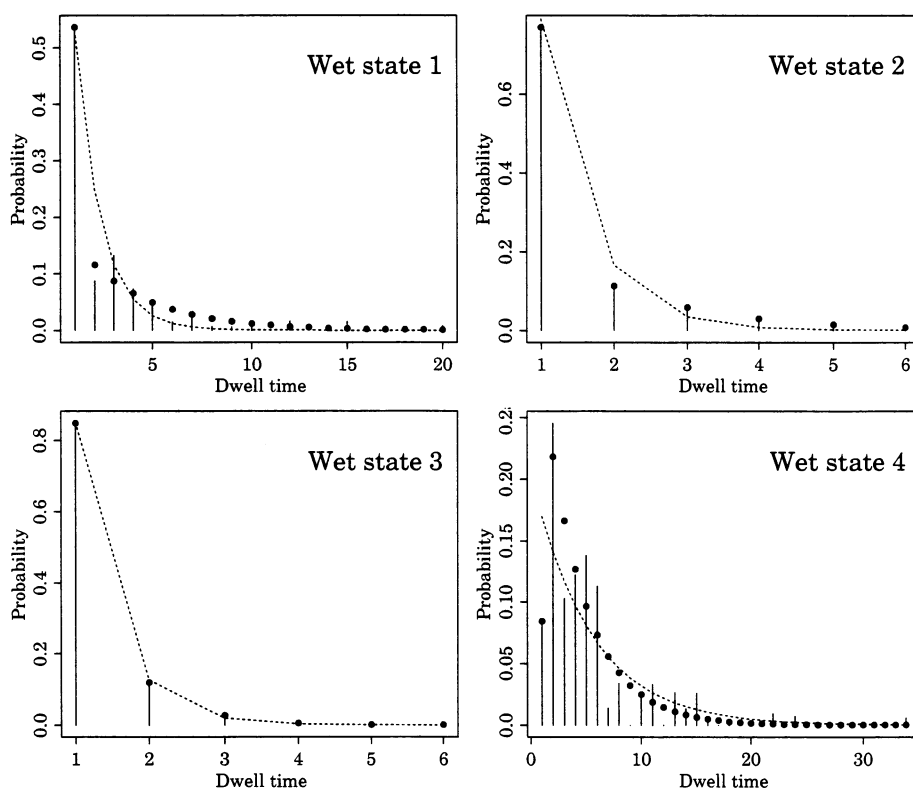 Wet state 1
Probability
0.0 0.1 0.2 0.3 0.4 0.5
5 10 15 20
Dwell time
Wet state 2
Probability
0.0 0.2 0.4 0.6
1 2 3 4 5 6
Dwell time
Wet state 3
Probability
0.0 0.2 0.4 0.6 0.8
1 2 3 4 5 6
Dwell time
Wet state 4
Probability
0.0 0.05 0.10 0.15 0.20
0 10 20 30
Dwell time